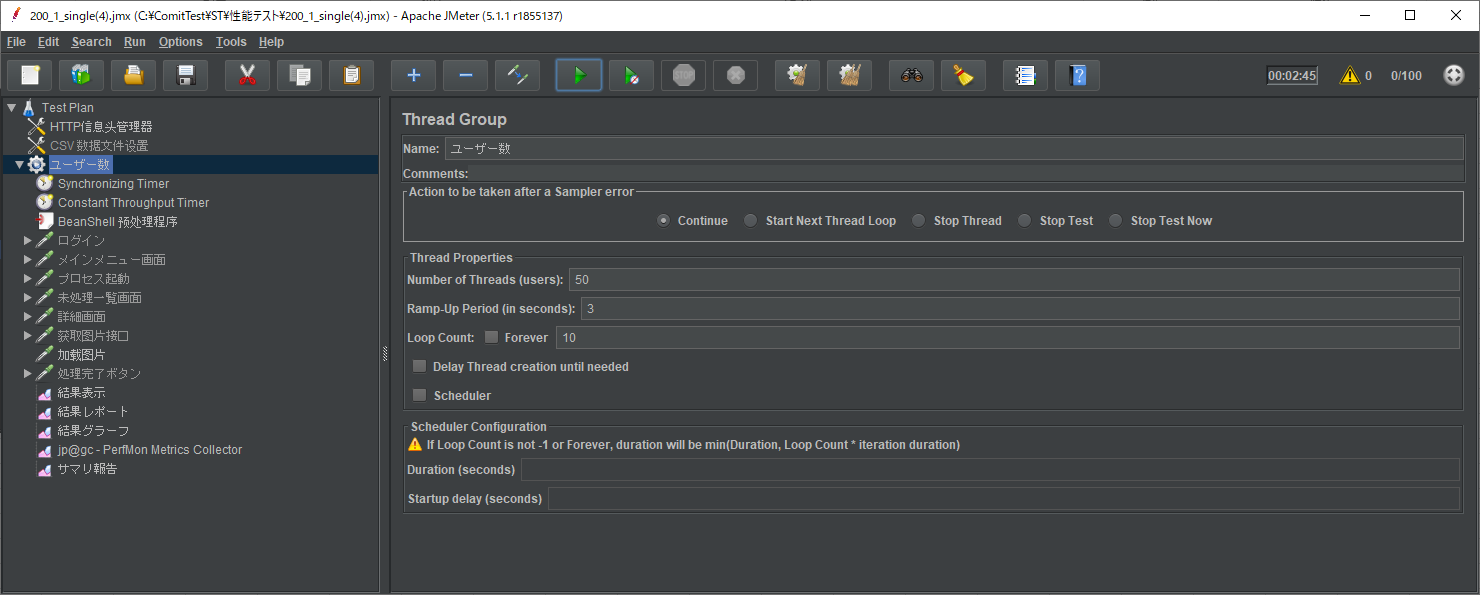 200_1_single(4).jmx (C:¥ComitTest¥ST¥性能テスト¥200_1_single(4).jmx) - Apache JMeter (5.1.1 r1855137)
File Edit Search Run Options Tools Help
STOP 00:02:45 0 0/100
Test Plan
HTTP信息头管理器
CSV 数据文件设置
ユーザー数
Synchronizing Timer
Constant Throughput Timer
BeanShell 预处理程序
ログイン
メインメニュー画面
プロセス起動
未処理一覧画面
詳細画面
获取图片接口
加载图片
処理完了ボタン
結果表示
結果レポート
結果グラーフ
jp@gc - PerfMon Metrics Collector
サマリ報告
Thread Group
Name: ユーザー数
Comments:
Action to be taken after a Sampler error
Continue Start Next Thread Loop Stop Thread Stop Test Stop Test Now
Thread Properties
Number of Threads (users): 50
Ramp-Up Period (in seconds): 3
Loop Count: Forever 10
Delay Thread creation until needed
Scheduler
Scheduler Configuration
If Loop Count is not -1 or Forever, duration will be min(Duration, Loop Count * iteration duration)
Duration (seconds)
Startup delay (seconds)